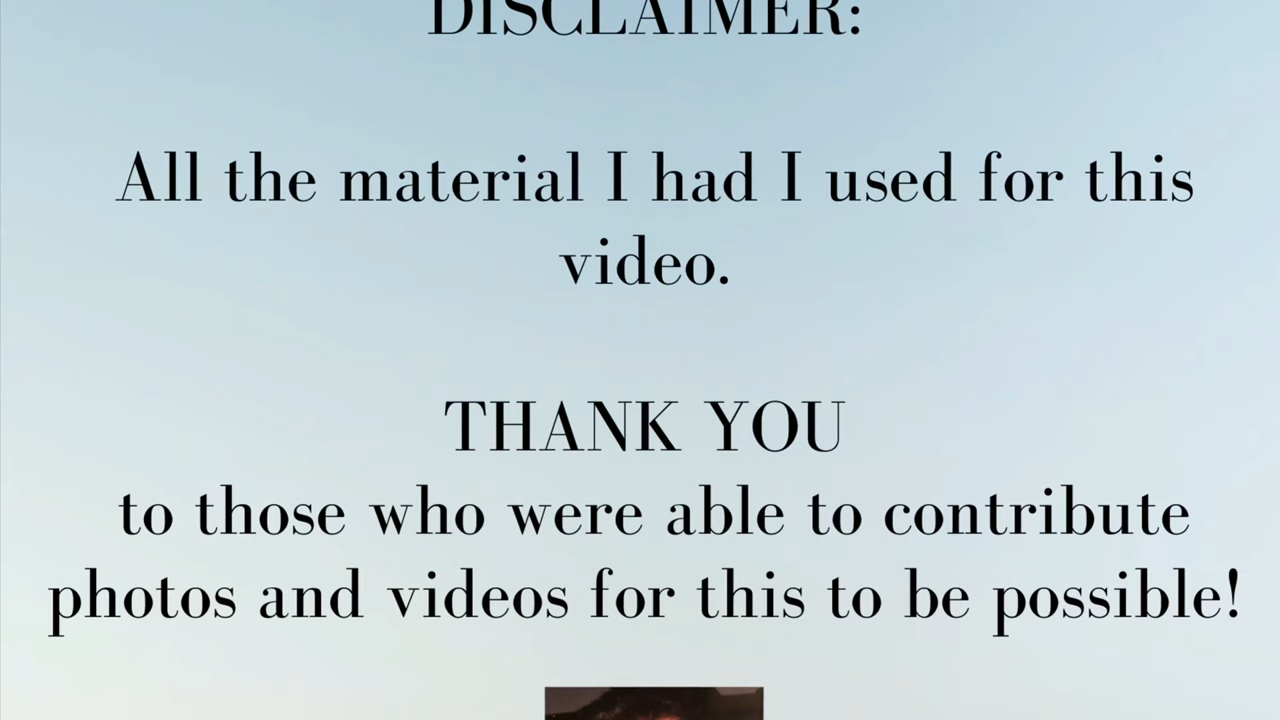 DISCLAIMER:
All the material I had I used for this
video.
THANK YOU
to those who were able to contribute
photos and videos for this to be possible!